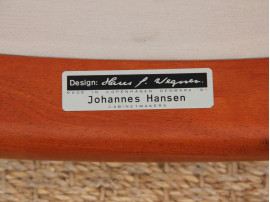 Design: Hans J. Wegner.
MADE IN COPENHAGEN DENMARK BY
Johannes Hansen
CABINETMAKERS